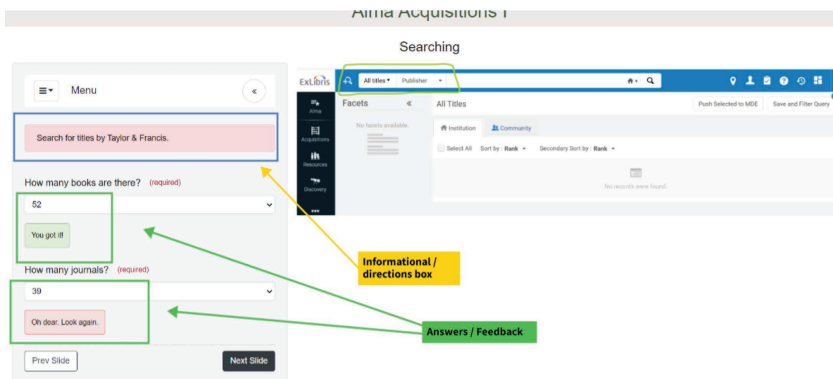 Alma Acquisitions I
Searching
Menu
«
Search for titles by Taylor & Francis.
How many books are there? (required)
52
You got it!
How many journals? (required)
39
Oh dear. Look again.
Prev Slide
Next Slide
ExLibris
All titles
Publisher
Alma
Acquisitions
Resources
Discovery
Facets «
No facets available.
All Titles
Push Selected to MDE
Save and Filter Query
Institution
Community
Select All Sort by : Rank Secondary Sort by : Rank
No records were found.
Informational /
directions box
Answers / Feedback